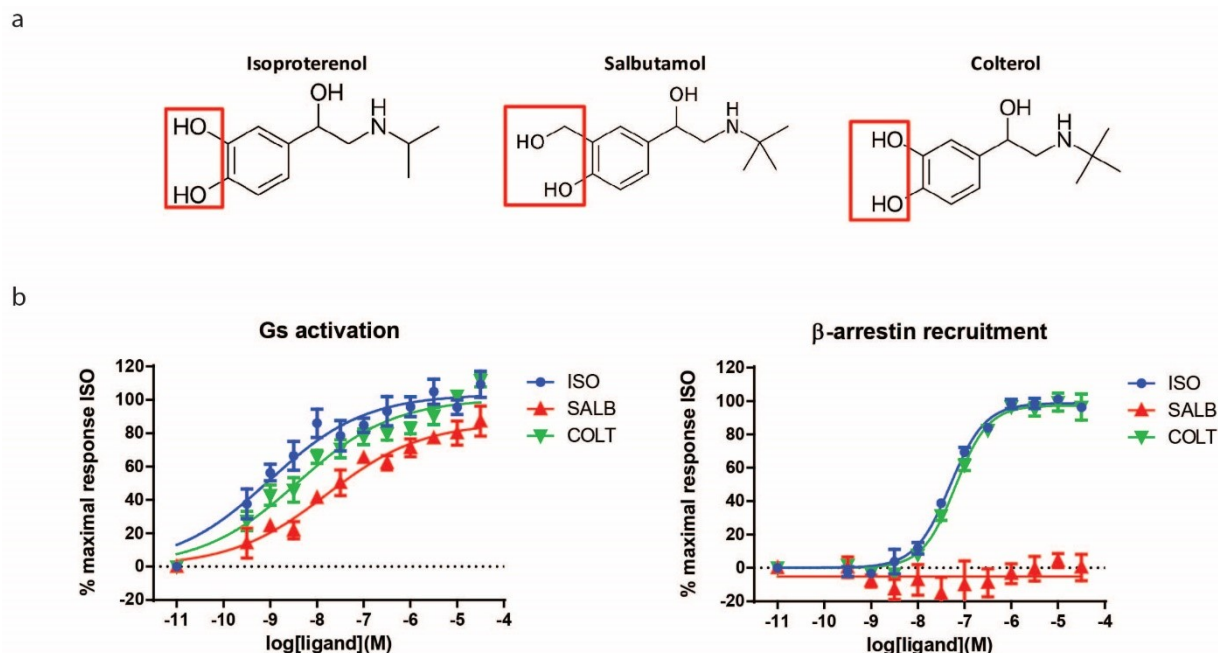 a
Isoproterenol
Salbutamol
Colterol
OH
H
N
HO
HO
OH
H
N
HO
HO
OH
H
N
HO
HO
b
Gs activation
% maximal response ISO
120
100
80
60
40
20
0
-20
-11 -10 -9 -8 -7 -6 -5 -4
log[ligand](M)
ISO
SALB
COLT
β-arrestin recruitment
% maximal response ISO
120
100
80
60
40
20
0
-20
-11 -10 -9 -8 -7 -6 -5 -4
log[ligand](M)
ISO
SALB
COLT